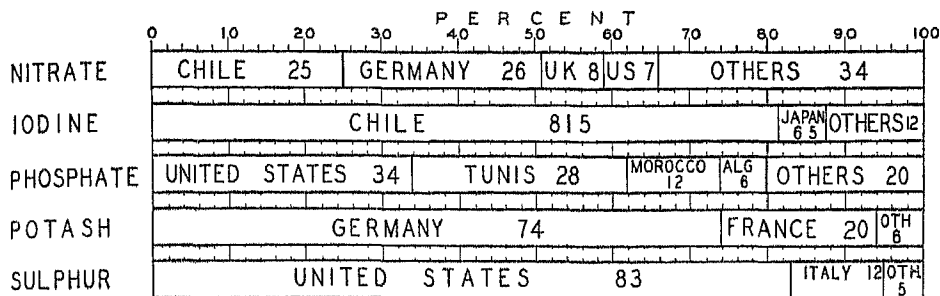 PERCENT
0 10 20 30 40 50 60 70 80 90 100
NITRATE CHILE 25 GERMANY 26 UK 8 US 7 OTHERS 34
IODINE CHILE 815 JAPAN 6 5 OTHERS 12
PHOSPHATE UNITED STATES 34 TUNIS 28 MOROCCO 12 ALG 6 OTHERS 20
POTASH GERMANY 74 FRANCE 20 OTH 6
SULPHUR UNITED STATES 83 ITALY 12 OTH 5